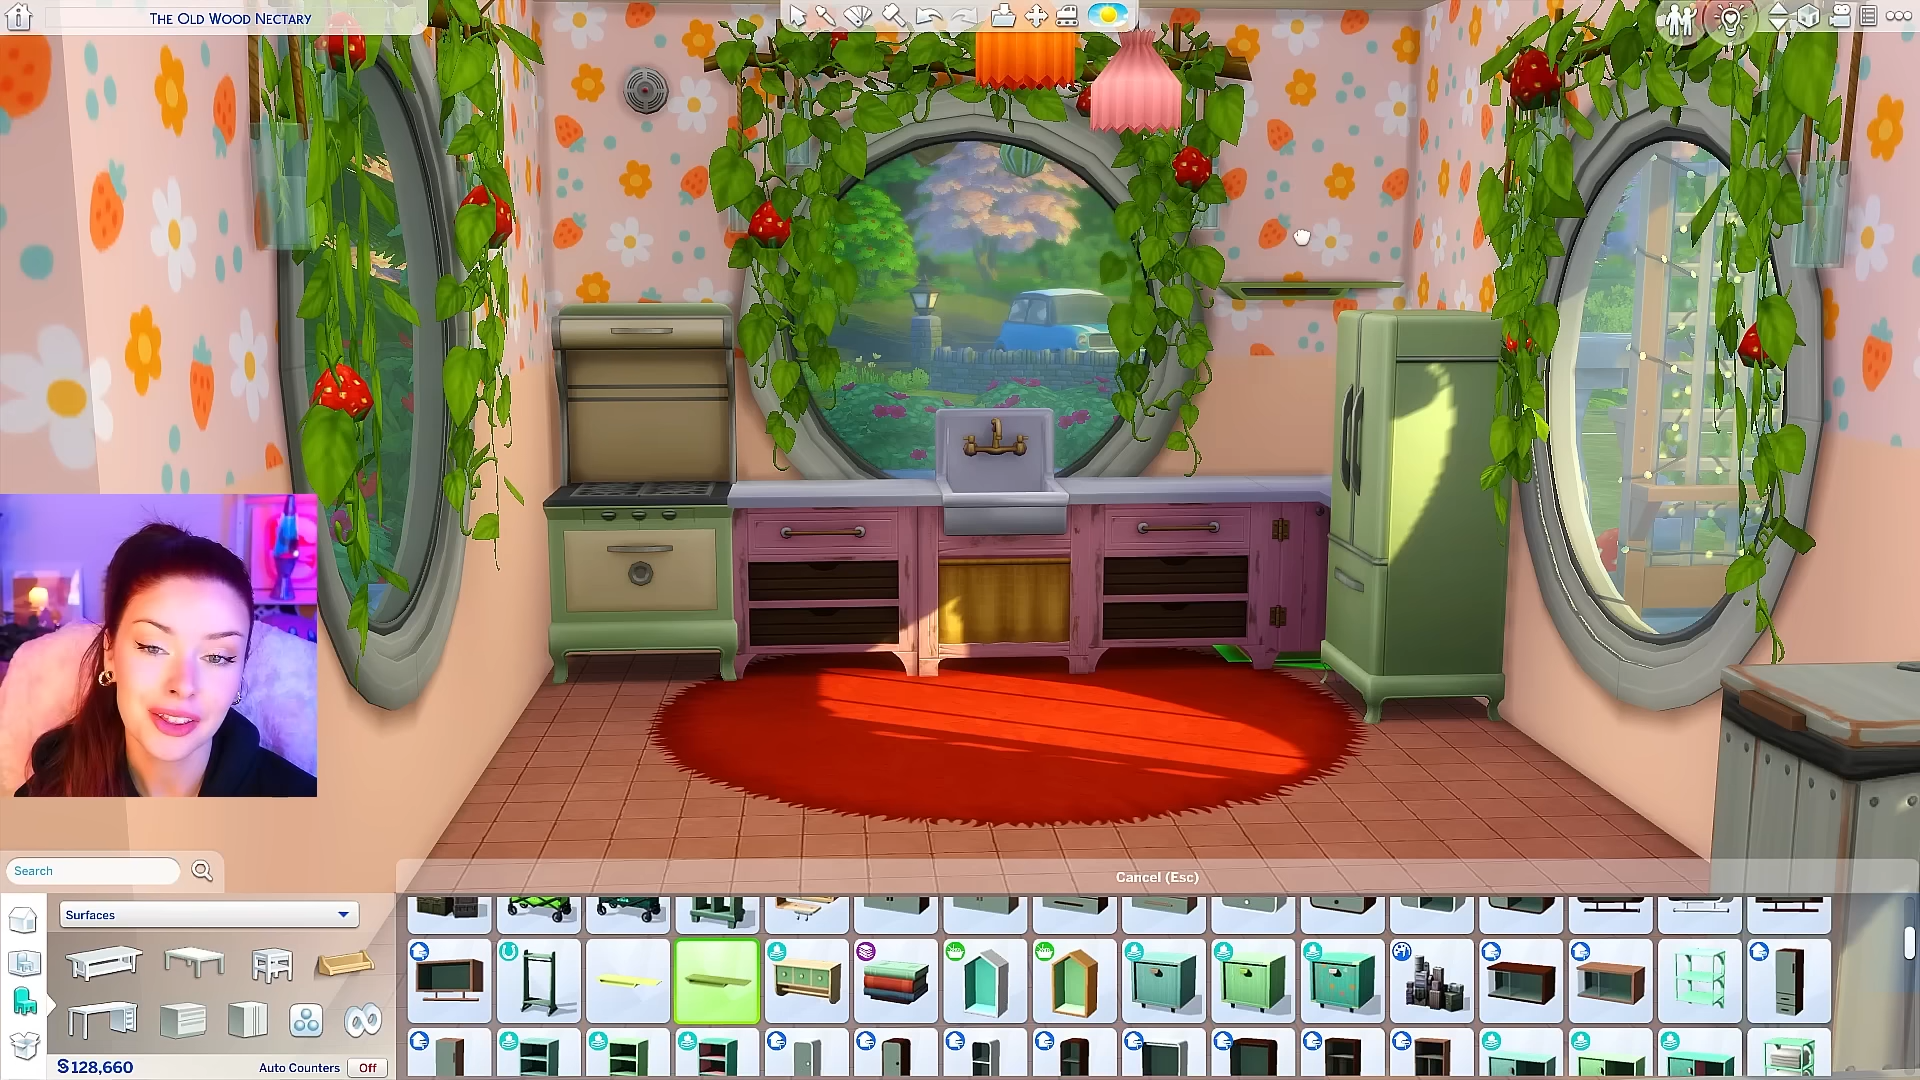 The Old Wood Nectary
Cancel (Esc)
Search
Surfaces
§128,660
Auto Counters
Off